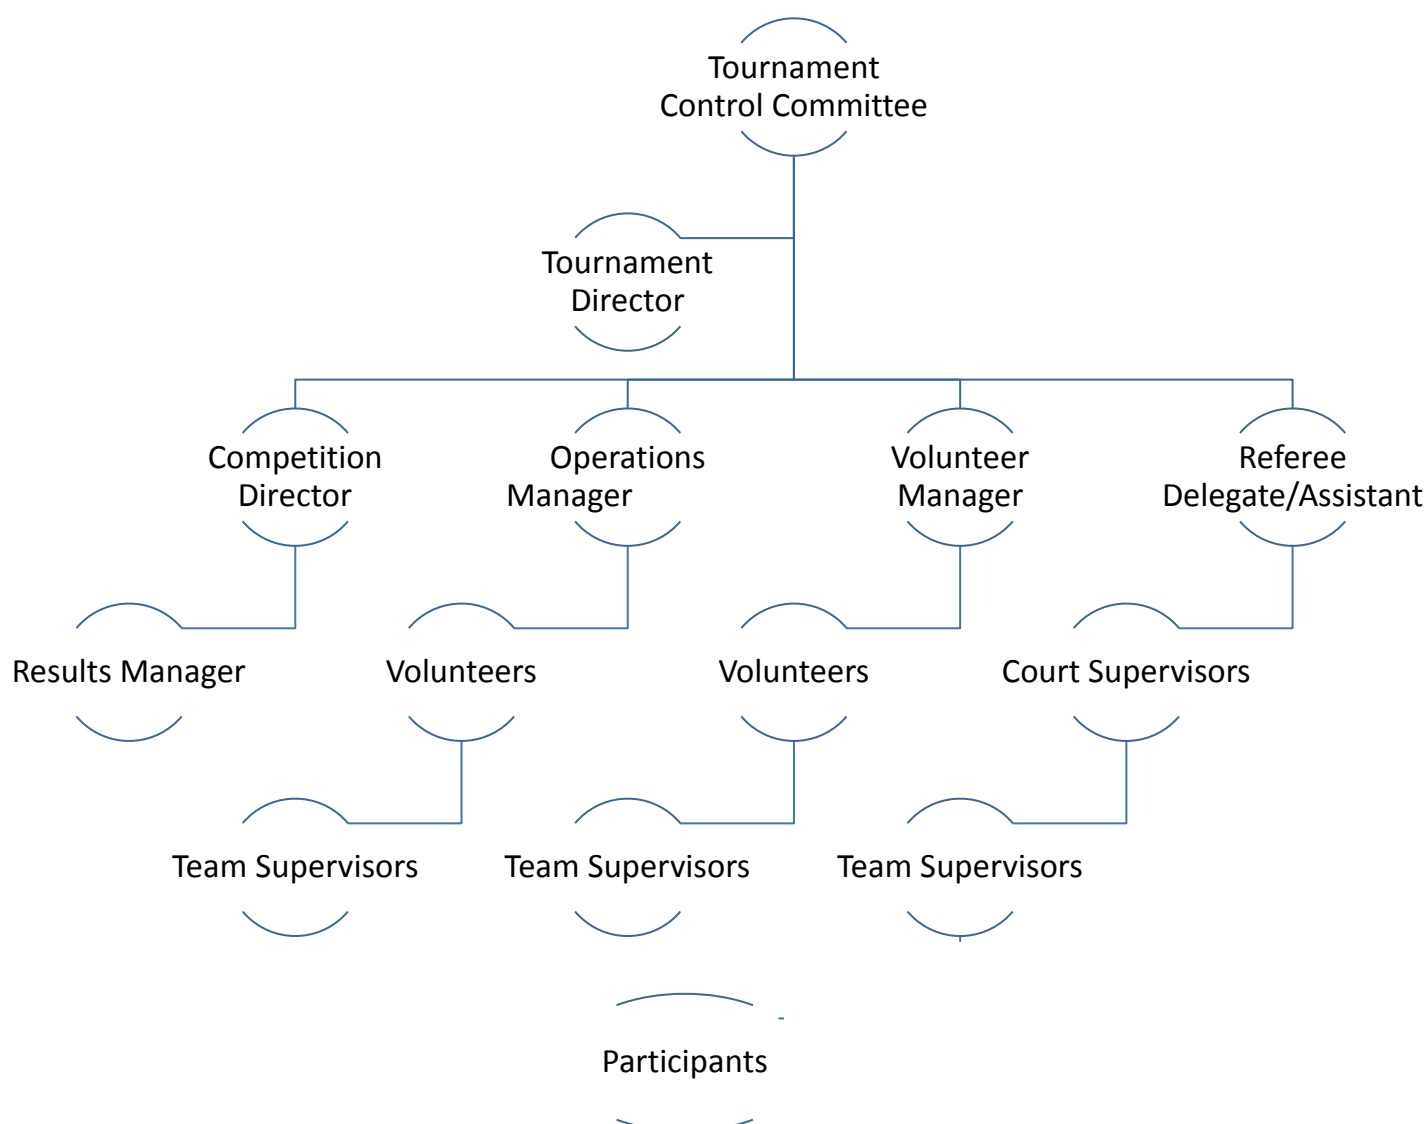 Tournament
Control Committee
Tournament
Director
Competition
Director
Operations
Manager
Volunteer
Manager
Referee
Delegate/Assistant
Results Manager
Volunteers
Volunteers
Court Supervisors
Team Supervisors
Team Supervisors
Team Supervisors
Participants